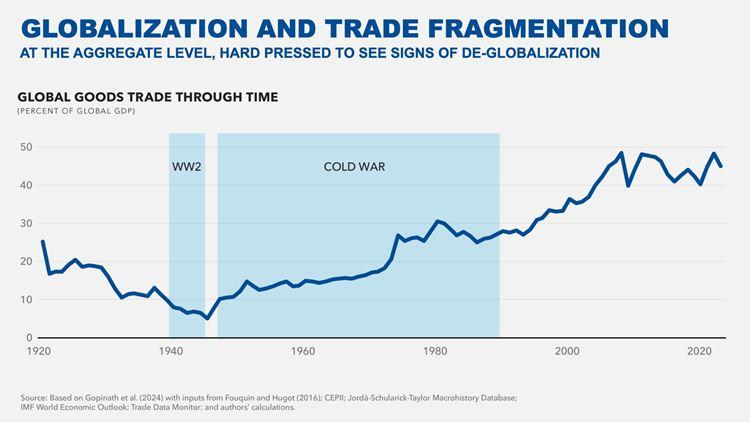 GLOBALIZATION AND TRADE FRAGMENTATION
AT THE AGGREGATE LEVEL, HARD PRESSED TO SEE SIGNS OF DE-GLOBALIZATION
GLOBAL GOODS TRADE THROUGH TIME
(PERCENT OF GLOBAL GDP)
50
WW2
COLD WAR
40
30
20
10
0
1920
1940
1960
1980
2000
2020
Source: Based on Gopinath et al. (2024) with inputs from Fouquin and Hugot (2016); CEPII; Jordà-Schularick-Taylor Macrohistory Database;
IMF World Economic Outlook; Trade Data Monitor; and authors' calculations.